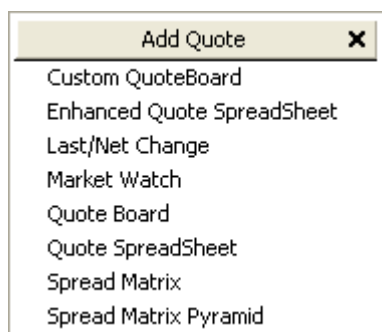 Add Quote
Custom QuoteBoard
Enhanced Quote SpreadSheet
Last/Net Change
Market Watch
Quote Board
Quote SpreadSheet
Spread Matrix
Spread Matrix Pyramid